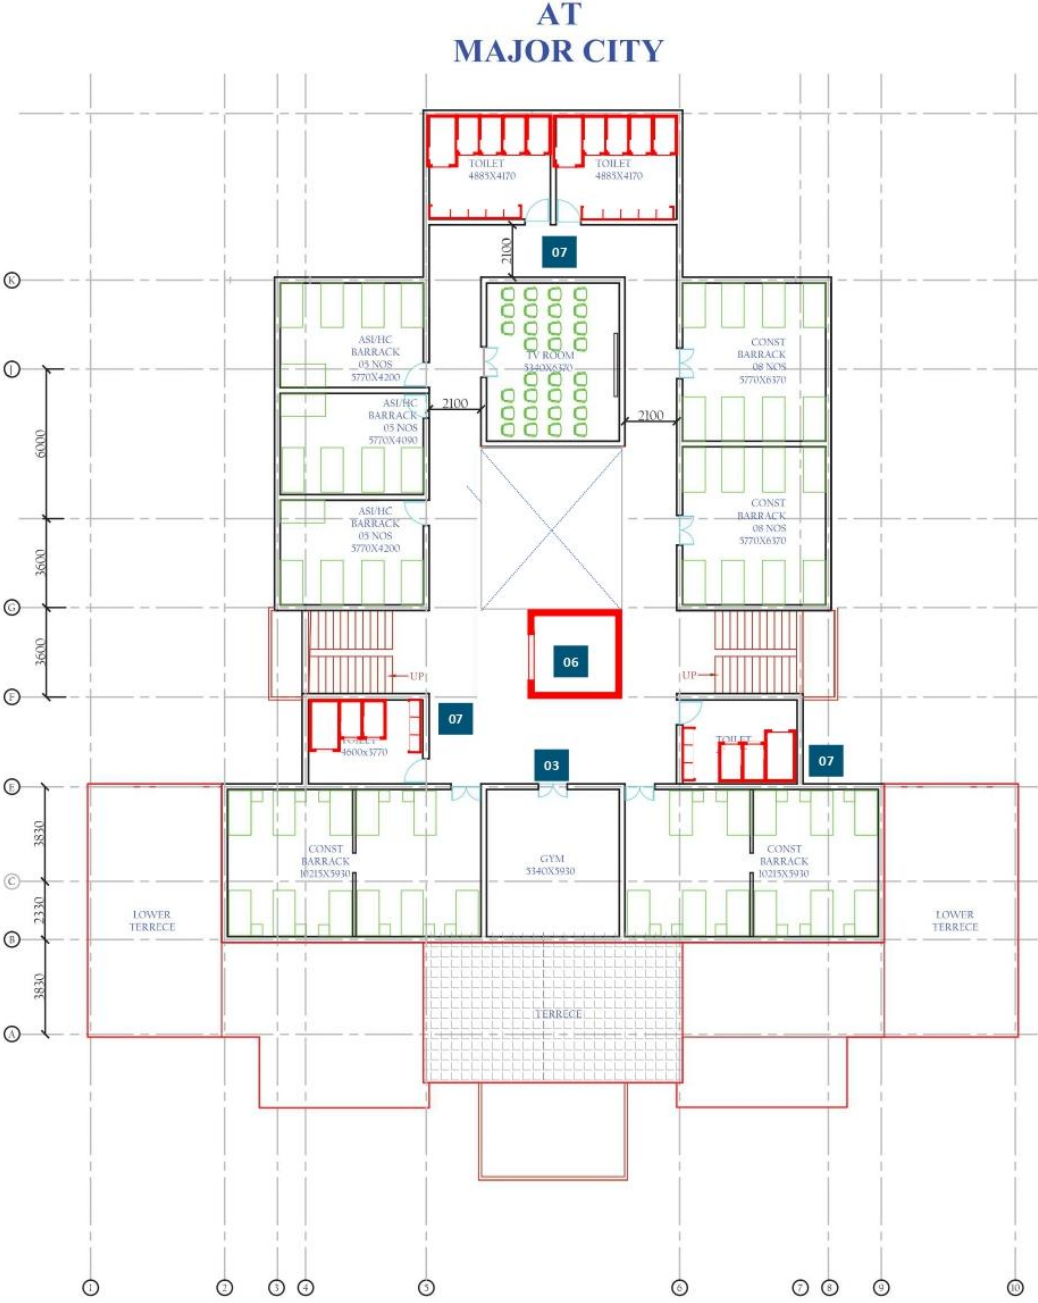 AT
MAJOR CITY
TOILET
4885X4170
TOILET
4885X4170
2100
07
K
ASI/HC
BARRACK
05 NOS
5770X4200
TV ROOM
5340X6370
CONST
BARRACK
08 NOS
5770X6370
J
2100
2100
ASI/HC
BARRACK
05 NOS
5770X4090
6000
ASI/HC
BARRACK
05 NOS
5770X4200
CONST
BARRACK
08 NOS
5770X6370
3600
G
3600
06
UP
UP
F
07
TOILET
4600x3770
TOILET
03
07
E
3830
CONST
BARRACK
10215X5930
GYM
5340X5930
CONST
BARRACK
10215X5930
C
2330
LOWER
TERRECE
LOWER
TERRECE
B
3830
TERRECE
A
1
2
3
4
5
6
7
8
9
10